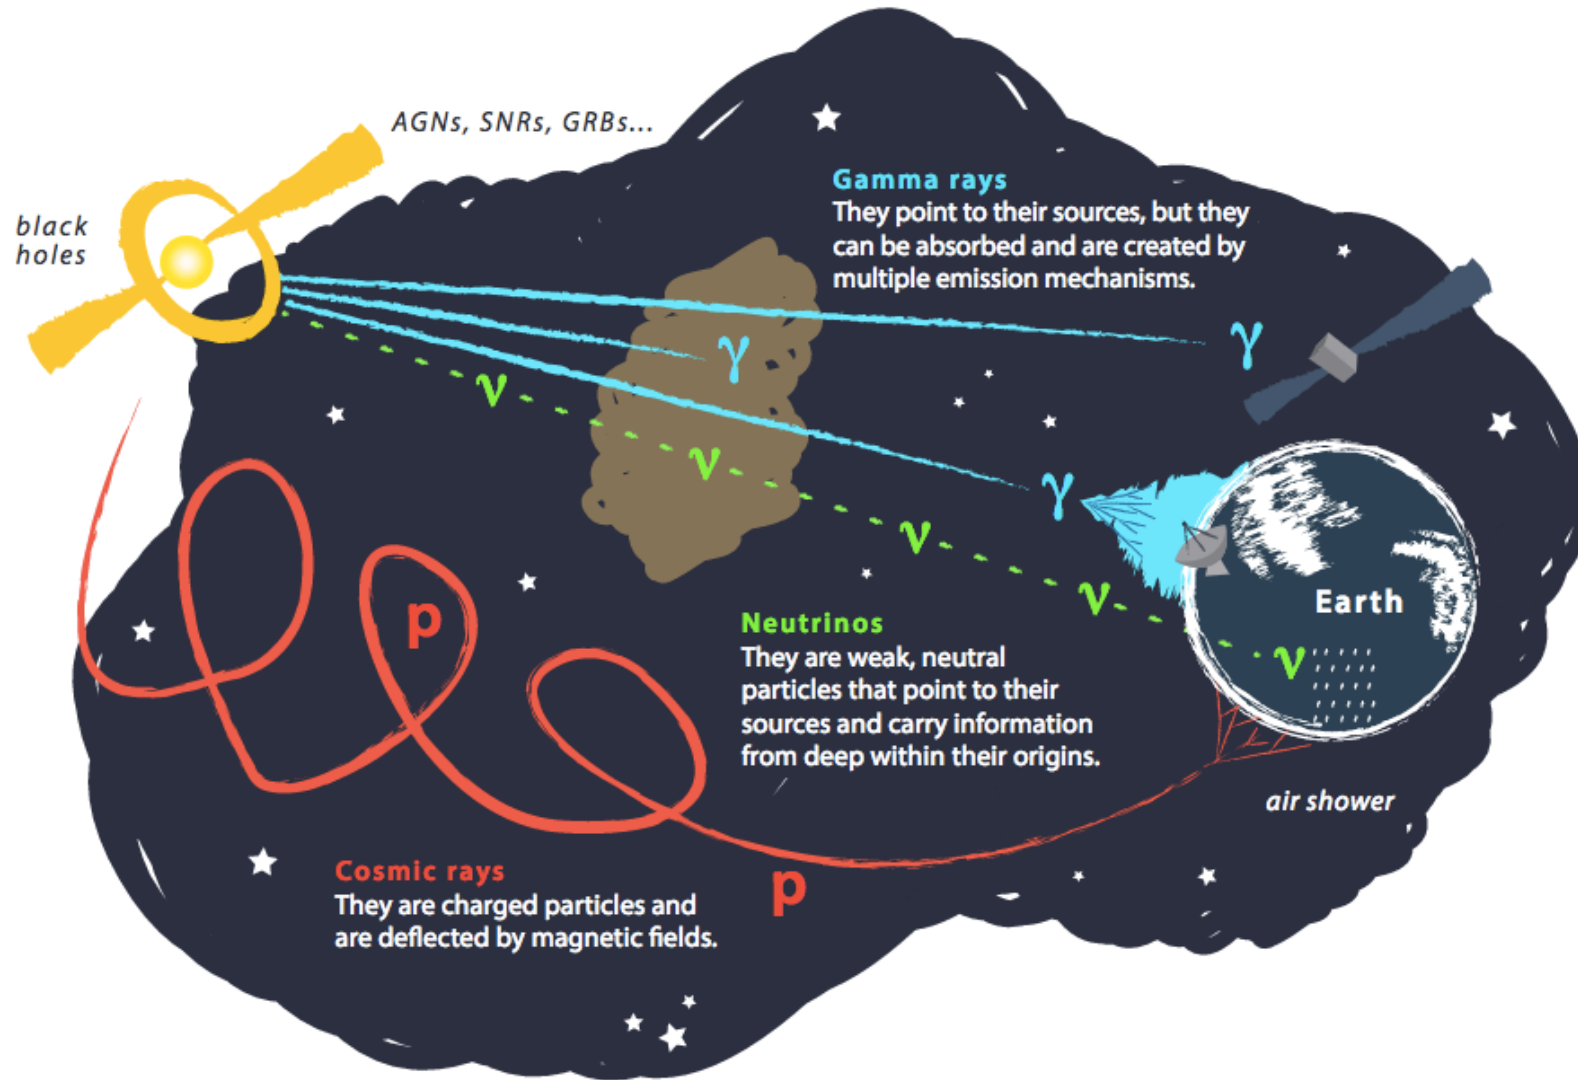 AGNs, SNRs, GRBs...
black
holes
Gamma rays
They point to their sources, but they
can be absorbed and are created by
multiple emission mechanisms.
γ
γ
ν
ν
γ
ν
ν
Earth
ν
p
Neutrinos
They are weak, neutral
particles that point to their
sources and carry information
from deep within their origins.
air shower
p
Cosmic rays
They are charged particles and
are deflected by magnetic fields.